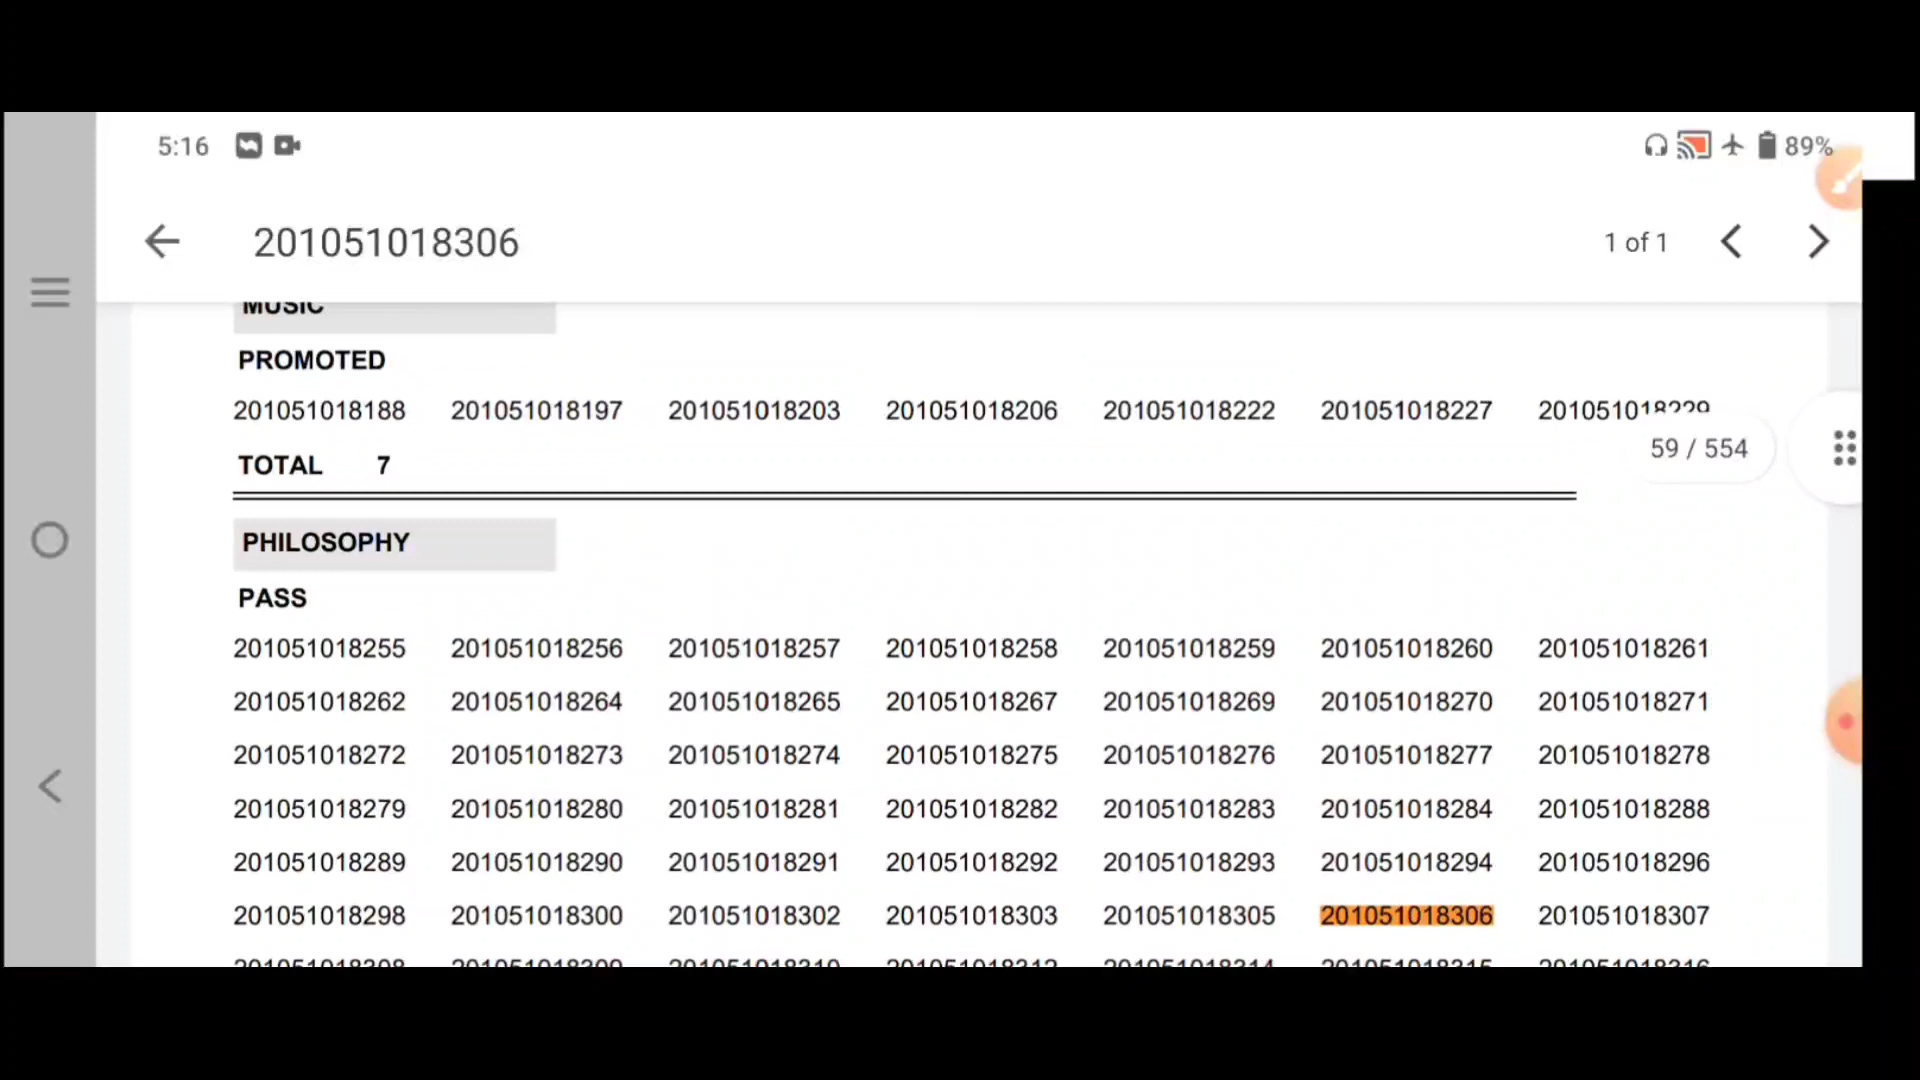 5:16 89%
201051018306 1 of 1
MUSIC
PROMOTED
201051018188 201051018197 201051018203 201051018206 201051018222 201051018227 201051018229
59 / 554
TOTAL 7
PHILOSOPHY
PASS
201051018255 201051018256 201051018257 201051018258 201051018259 201051018260 201051018261
201051018262 201051018264 201051018265 201051018267 201051018269 201051018270 201051018271
201051018272 201051018273 201051018274 201051018275 201051018276 201051018277 201051018278
201051018279 201051018280 201051018281 201051018282 201051018283 201051018284 201051018288
201051018289 201051018290 201051018291 201051018292 201051018293 201051018294 201051018296
201051018298 201051018300 201051018302 201051018303 201051018305 201051018306 201051018307